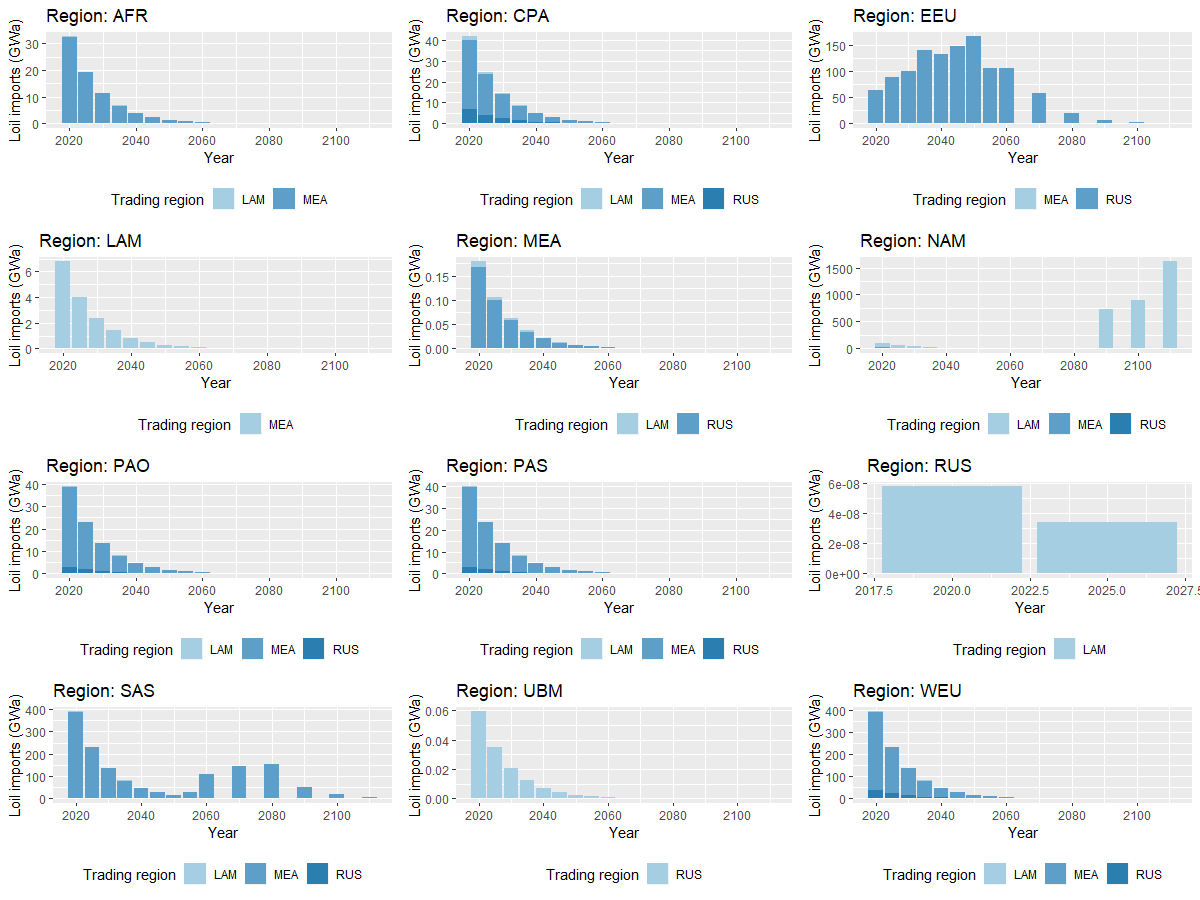 Region: AFR
Loil imports (GWa)
30
20
10
0
2020 2040 2060 2080 2100
Year
Trading region LAM MEA
Region: CPA
Loil imports (GWa)
40
30
20
10
0
2020 2040 2060 2080 2100
Year
Trading region LAM MEA RUS
Region: EEU
Loil imports (GWa)
150
100
50
0
2020 2040 2060 2080 2100
Year
Trading region MEA RUS
Region: LAM
Loil imports (GWa)
6
4
2
0
2020 2040 2060 2080 2100
Year
Trading region MEA
Region: MEA
Loil imports (GWa)
0.15
0.10
0.05
0.00
2020 2040 2060 2080 2100
Year
Trading region LAM RUS
Region: NAM
Loil imports (GWa)
1500
1000
500
0
2020 2040 2060 2080 2100
Year
Trading region LAM MEA RUS
Region: PAO
Loil imports (GWa)
40
30
20
10
0
2020 2040 2060 2080 2100
Year
Trading region LAM MEA RUS
Region: PAS
Loil imports (GWa)
40
30
20
10
0
2020 2040 2060 2080 2100
Year
Trading region LAM MEA RUS
Region: RUS
Loil imports (GWa)
6e-08
4e-08
2e-08
0e+00
2017.5 2020.0 2022.5 2025.0 2027.5
Year
Trading region LAM
Region: SAS
Loil imports (GWa)
400
300
200
100
0
2020 2040 2060 2080 2100
Year
Trading region LAM MEA RUS
Region: UBM
Loil imports (GWa)
0.06
0.04
0.02
0.00
2020 2040 2060 2080 2100
Year
Trading region RUS
Region: WEU
Loil imports (GWa)
400
300
200
100
0
2020 2040 2060 2080 2100
Year
Trading region LAM MEA RUS